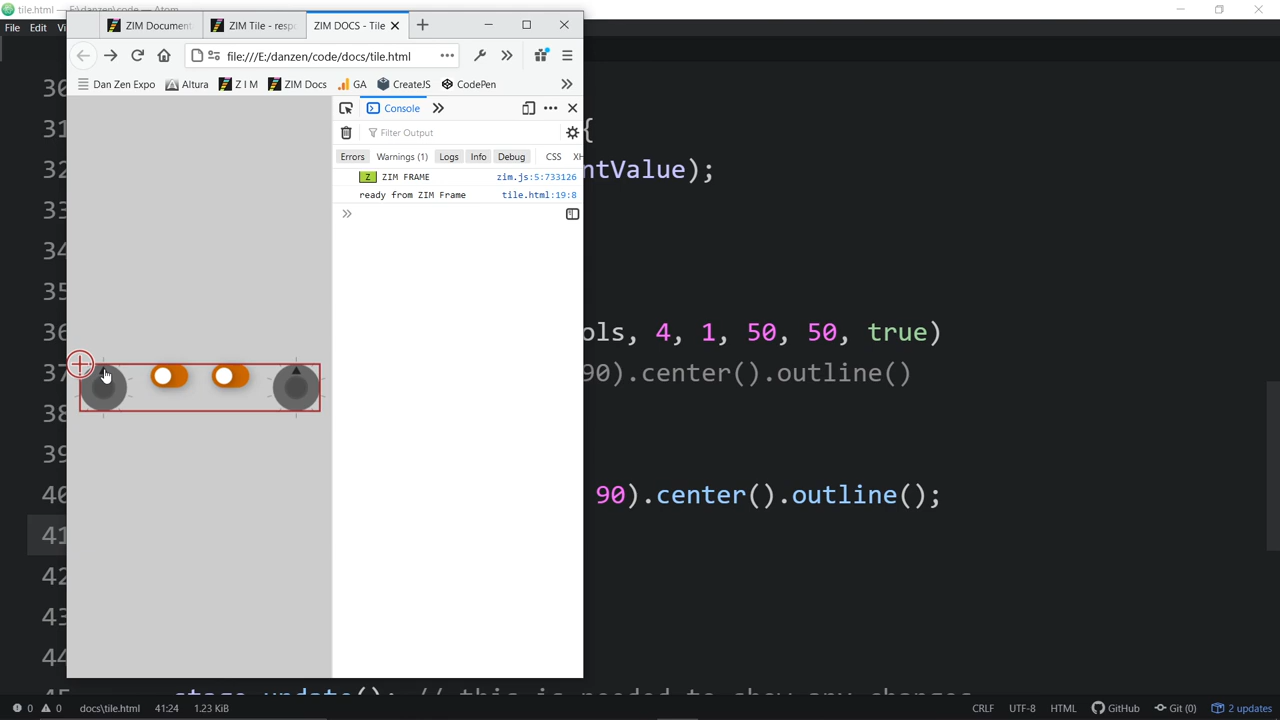 tile.html — E:\danzen\code — Atom
File Edit Vi
ZIM Document
ZIM Tile - resp
ZIM DOCS - Tile
file:///E:/danzen/code/docs/tile.html
Dan Zen Expo
Altura
Z I M
ZIM Docs
GA
CreateJS
CodePen
Console
Filter Output
Errors
Warnings (1)
Logs
Info
Debug
CSS
XH
Z ZIM FRAME zim.js:5:733126
ready from ZIM Frame tile.html:19:8
30
31 {
32 ntValue);
33
34
35
36 ols, 4, 1, 50, 50, true)
37 90).center().outline()
38
39
40 90).center().outline();
41
42
43
44
45 stage.update(); // this is needed to show any changes
0 0 docs\tile.html 41:24 1.23 KiB
CRLF UTF-8 HTML GitHub Git (0) 2 updates